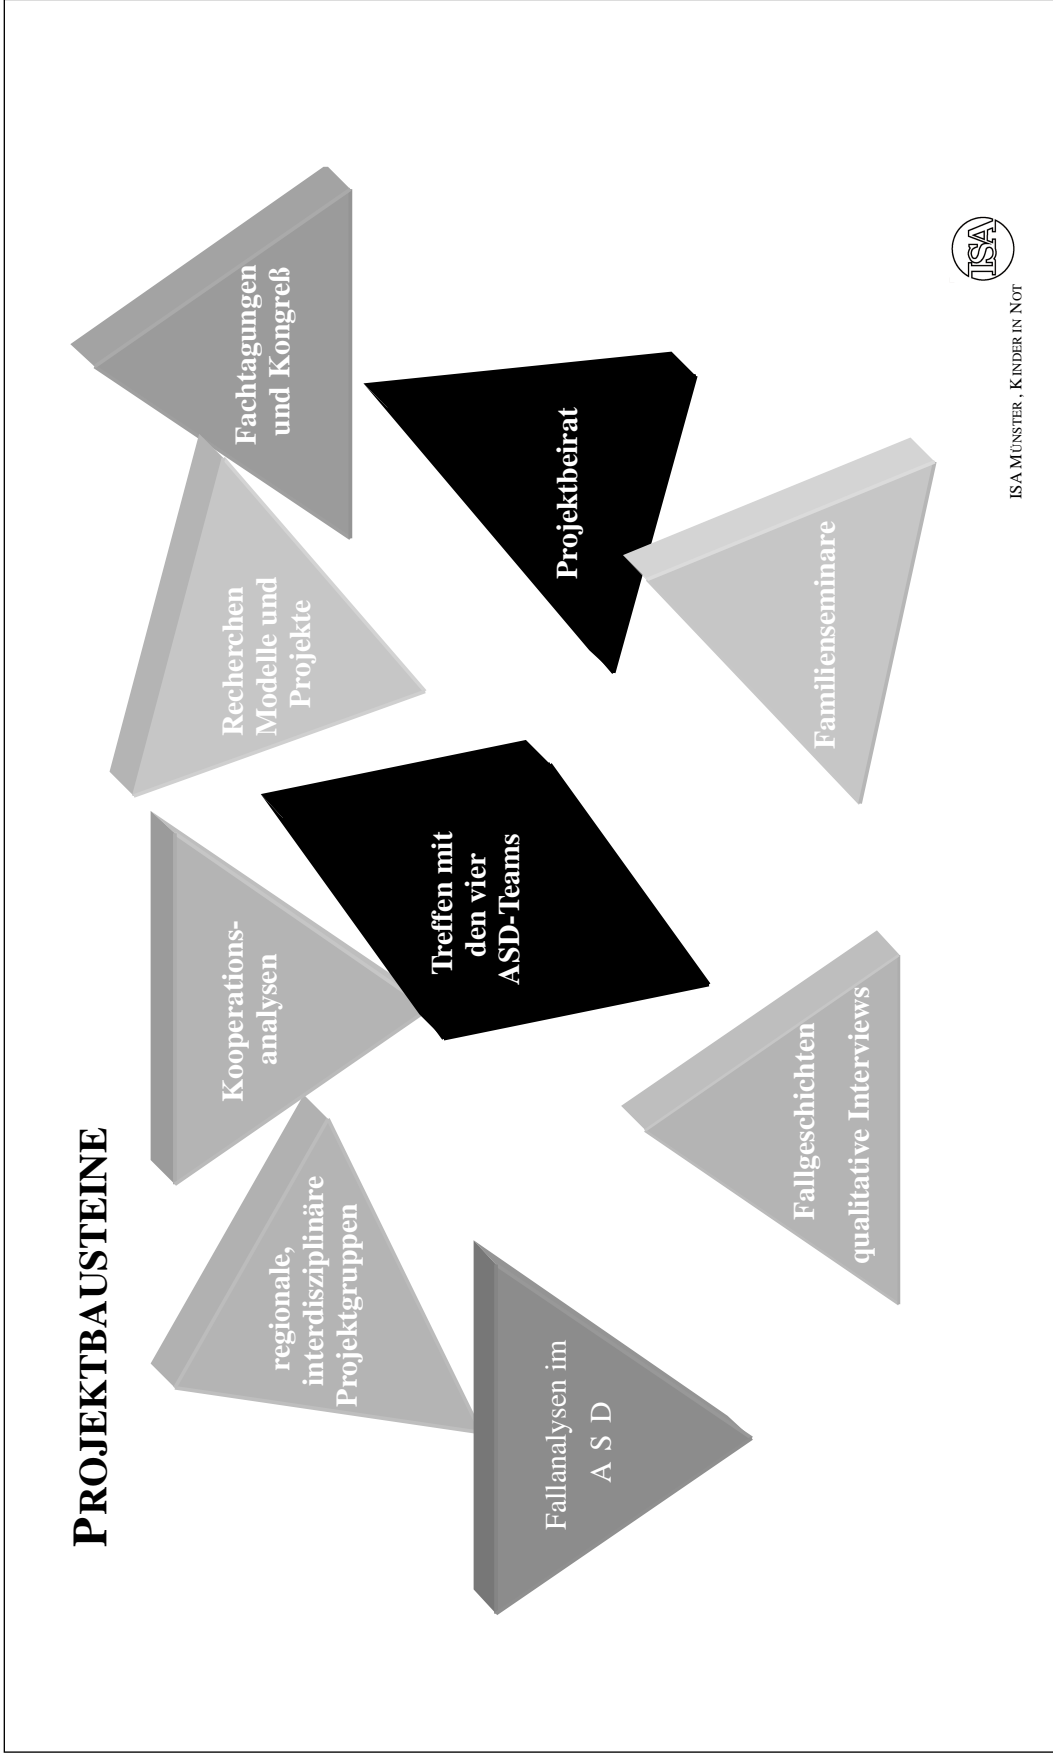 PROJEKTBAUSTEINE
Fallanalysen im
A S D
regionale,
interdisziplinäre
Projektgruppen
Kooperations-
analysen
Recherchen
Modelle und
Projekte
Fachtagungen
und Kongreß
Treffen mit
den vier
ASD-Teams
Projektbeirat
Fallgeschichten
qualitative Interviews
Familienseminare
ISA
ISA MÜNSTER, KINDER IN NOT